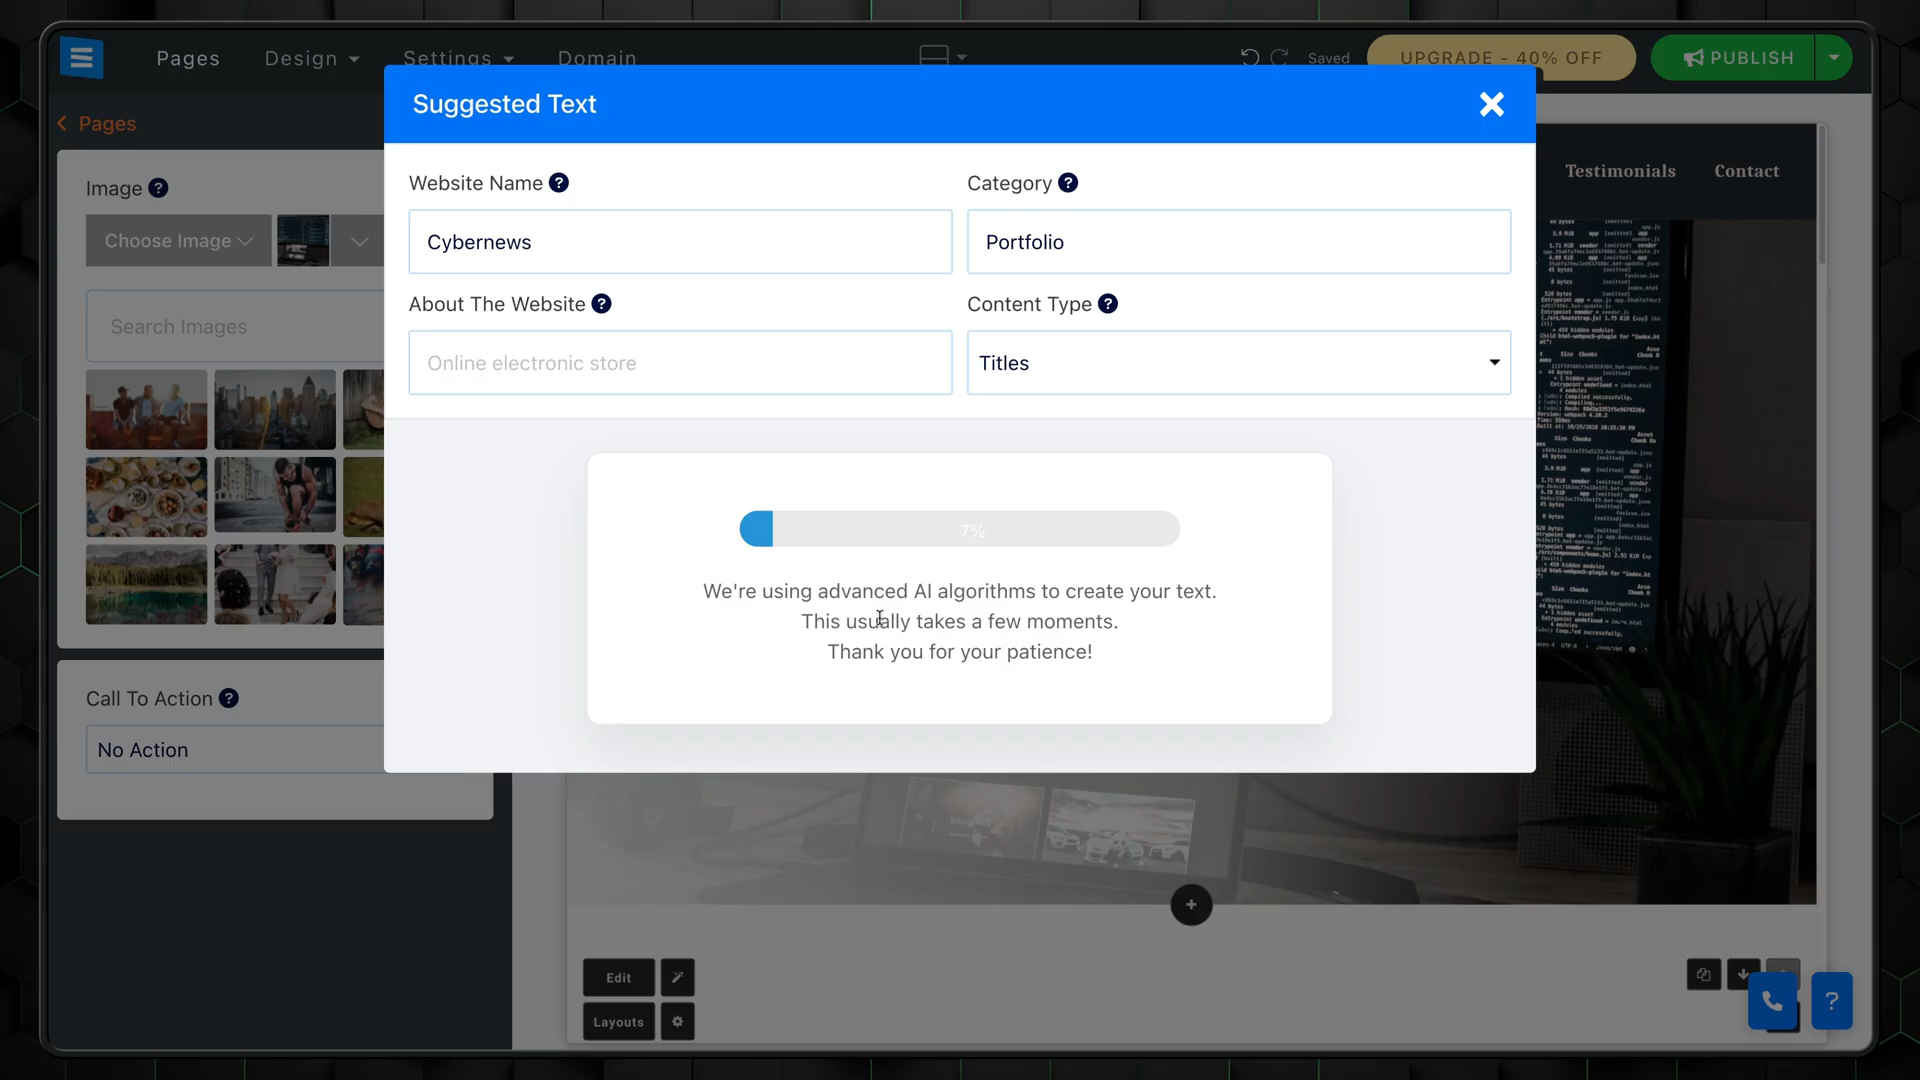 Pages
Design
Settings
Domain
Saved
UPGRADE - 40% OFF
PUBLISH
Suggested Text
Pages
Image ?
Choose Image
Search Images
Call To Action ?
No Action
Website Name ?
Cybernews
Category ?
Portfolio
About The Website ?
Online electronic store
Content Type ?
Titles
7%
We're using advanced AI algorithms to create your text.
This usually takes a few moments.
Thank you for your patience!
Testimonials
Contact
Edit
Layouts
?